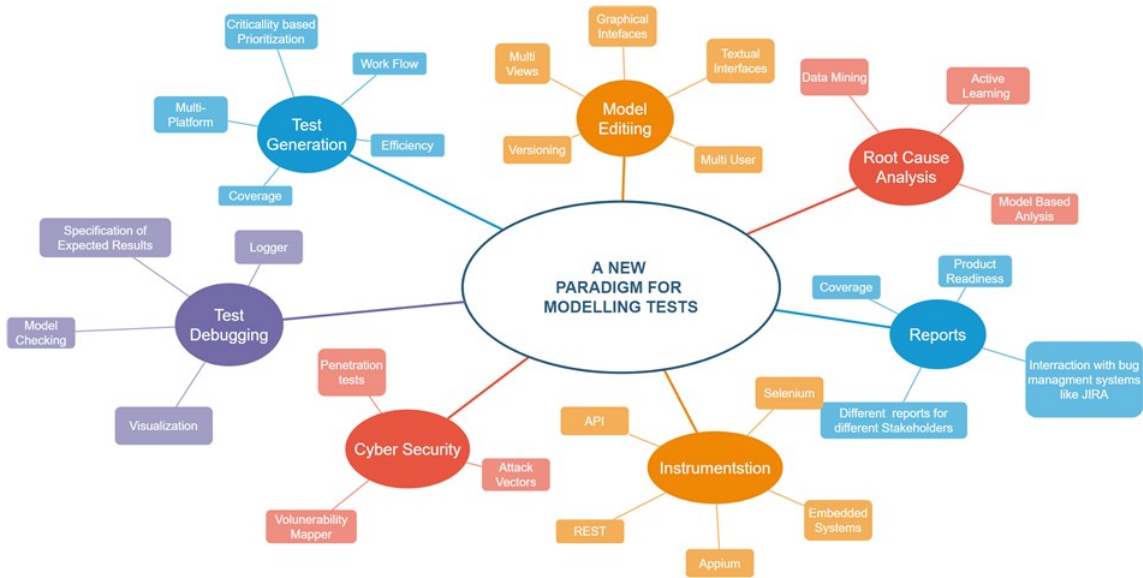 A NEW
PARADIGM FOR
MODELLING TESTS
Test
Generation
Criticallity based
Prioritization
Work Flow
Multi-
Platform
Efficiency
Coverage
Model
Editiing
Graphical
Intefaces
Multi
Views
Textual
Interfaces
Versioning
Multi User
Root Cause
Analysis
Data Mining
Active
Learning
Model Based
Anlysis
Reports
Coverage
Product
Readiness
Interraction with bug
managment systems
like JIRA
Different reports for
different Stakeholders
Instrumentstion
Selenium
API
REST
Appium
Embedded
Systems
Cyber Security
Penetration
tests
Attack
Vectors
Volunerability
Mapper
Test
Debugging
Specification of
Expected Results
Logger
Model
Checking
Visualization